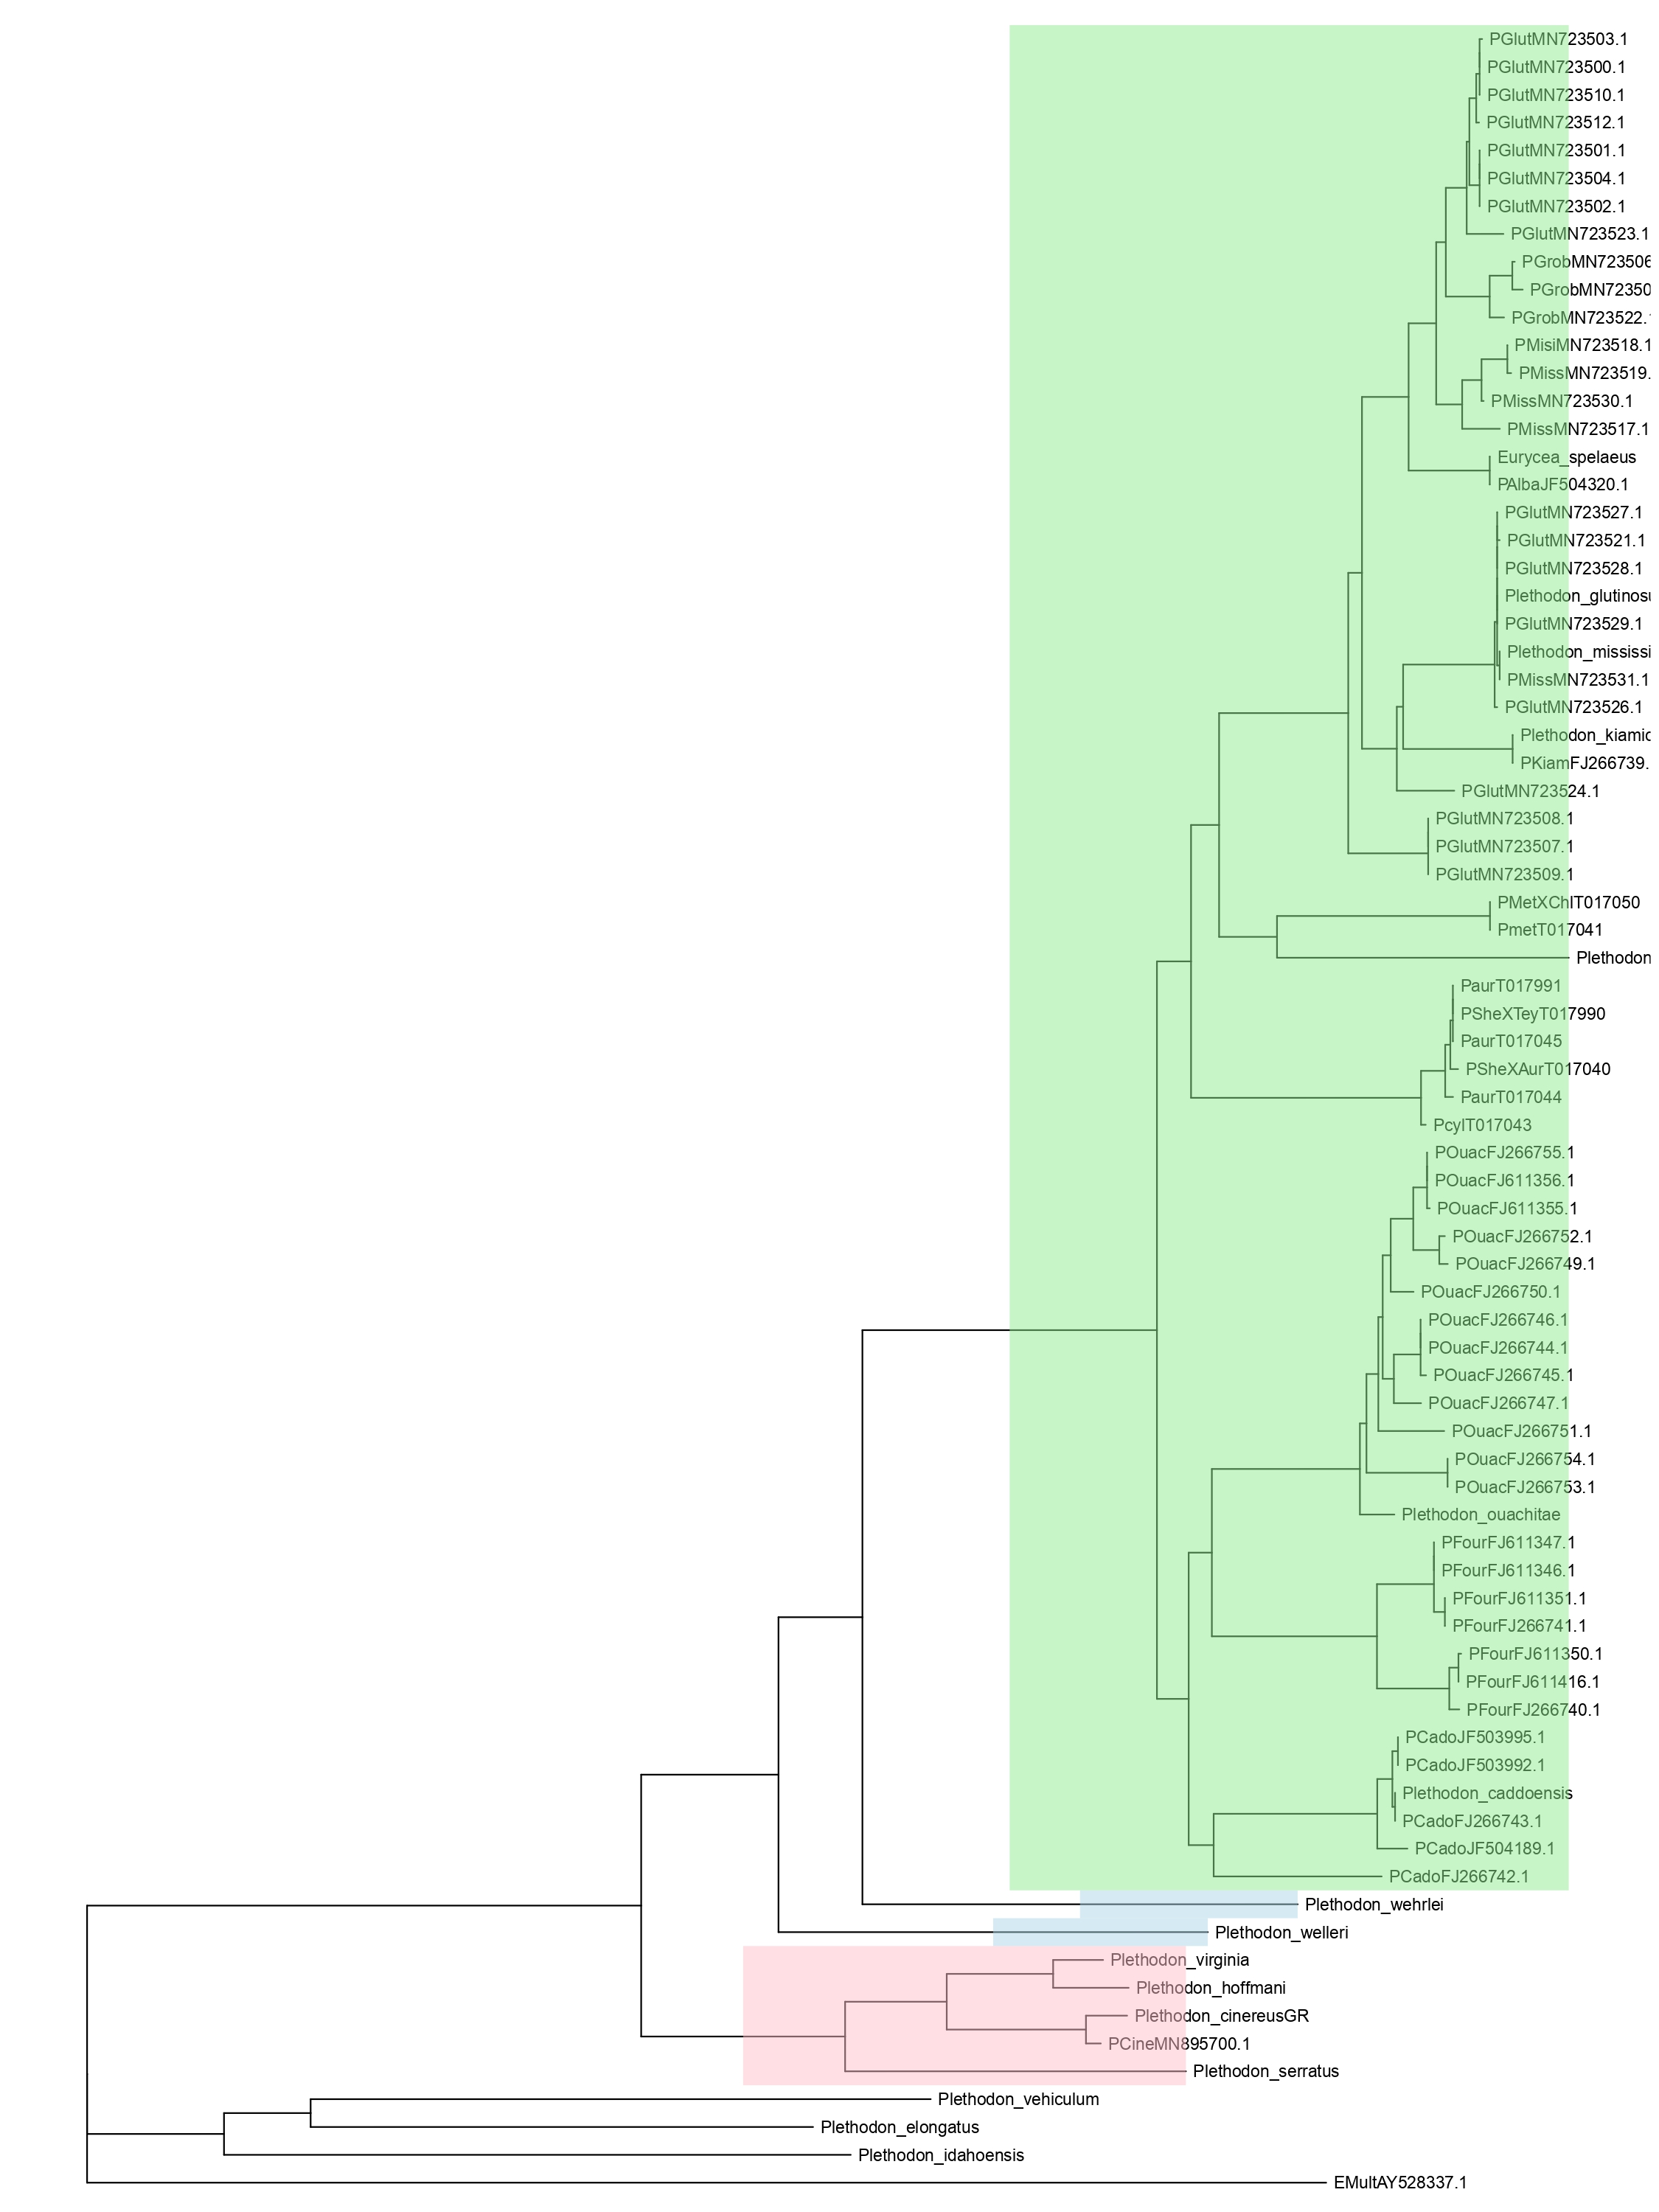 PGlutMN723503.1
PGlutMN723500.1
PGlutMN723510.1
PGlutMN723512.1
PGlutMN723501.1
PGlutMN723504.1
PGlutMN723502.1
PGlutMN723523.1
PGrobMN723506
PGrobMN72350
PGrobMN723522.
PMisiMN723518.1
PMissMN723519.
PMissMN723530.1
PMissMN723517.1
Eurycea_spelaeus
PAlbaJF504320.1
PGlutMN723527.1
PGlutMN723521.1
PGlutMN723528.1
Plethodon_glutinosu
PGlutMN723529.1
Plethodon_mississi
PMissMN723531.1
PGlutMN723526.1
Plethodon_kiamic
PKiamFJ266739.
PGlutMN723524.1
PGlutMN723508.1
PGlutMN723507.1
PGlutMN723509.1
PMetXChlT017050
PmetT017041
Plethodon
PaurT017991
PSheXTeyT017990
PaurT017045
PSheXAurT017040
PaurT017044
PcylT017043
POuacFJ266755.1
POuacFJ611356.1
POuacFJ611355.1
POuacFJ266752.1
POuacFJ266749.1
POuacFJ266750.1
POuacFJ266746.1
POuacFJ266744.1
POuacFJ266745.1
POuacFJ266747.1
POuacFJ266751.1
POuacFJ266754.1
POuacFJ266753.1
Plethodon_ouachitae
PFourFJ611347.1
PFourFJ611346.1
PFourFJ611351.1
PFourFJ266741.1
PFourFJ611350.1
PFourFJ611416.1
PFourFJ266740.1
PCadoJF503995.1
PCadoJF503992.1
Plethodon_caddoensis
PCadoFJ266743.1
PCadoJF504189.1
PCadoFJ266742.1
Plethodon_wehrlei
Plethodon_welleri
Plethodon_virginia
Plethodon_hoffmani
Plethodon_cinereusGR
PCineMN895700.1
Plethodon_serratus
Plethodon_vehiculum
Plethodon_elongatus
Plethodon_idahoensis
EMultAY528337.1